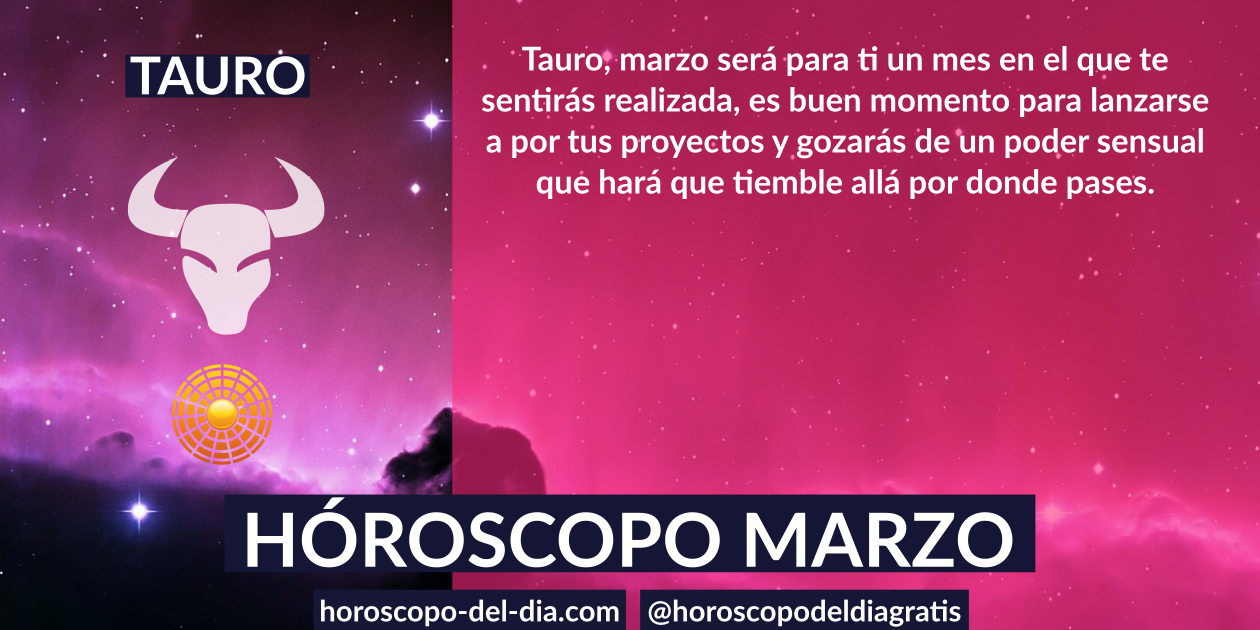 TAURO
Tauro, marzo será para ti un mes en el que te
sentirás realizada, es buen momento para lanzarse
a por tus proyectos y gozarás de un poder sensual
que hará que tiemble allá por donde pases.
HÓROSCOPO MARZO
horoscopo-del-dia.com
@horoscopodeldiagratis